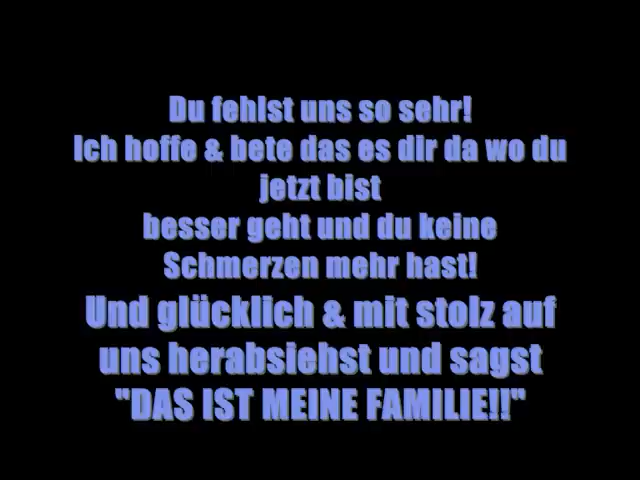 Du fehlst uns so sehr!
Ich hoffe & bete das es dir da wo du
jetzt bist
besser geht und du keine
Schmerzen mehr hast!
Und glücklich & mit stolz auf
uns herabsiehst und sagst
"DAS IST MEINE FAMILIE!!"